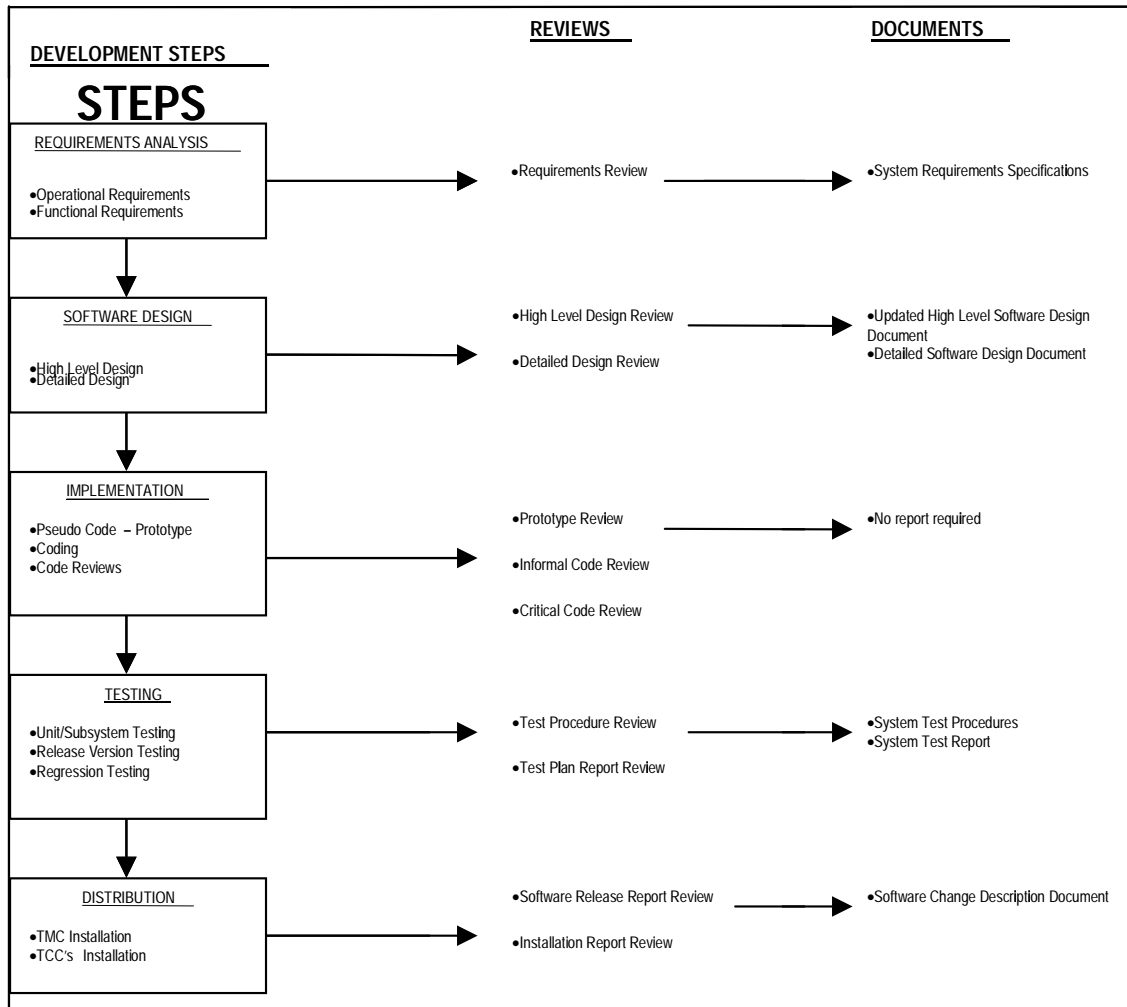 REVIEWS
DOCUMENTS
DEVELOPMENT STEPS
STEPS
REQUIREMENTS ANALYSIS
•Operational Requirements
•Functional Requirements
•Requirements Review
•System Requirements Specifications
SOFTWARE DESIGN
•High Level Design
•Detailed Design
•High Level Design Review
•Detailed Design Review
•Updated High Level Software Design
Document
•Detailed Software Design Document
IMPLEMENTATION
•Pseudo Code – Prototype
•Coding
•Code Reviews
•Prototype Review
•Informal Code Review
•Critical Code Review
•No report required
TESTING
•Unit/Subsystem Testing
•Release Version Testing
•Regression Testing
•Test Procedure Review
•Test Plan Report Review
•System Test Procedures
•System Test Report
DISTRIBUTION
•TMC Installation
•TCC's Installation
•Software Release Report Review
•Installation Report Review
•Software Change Description Document